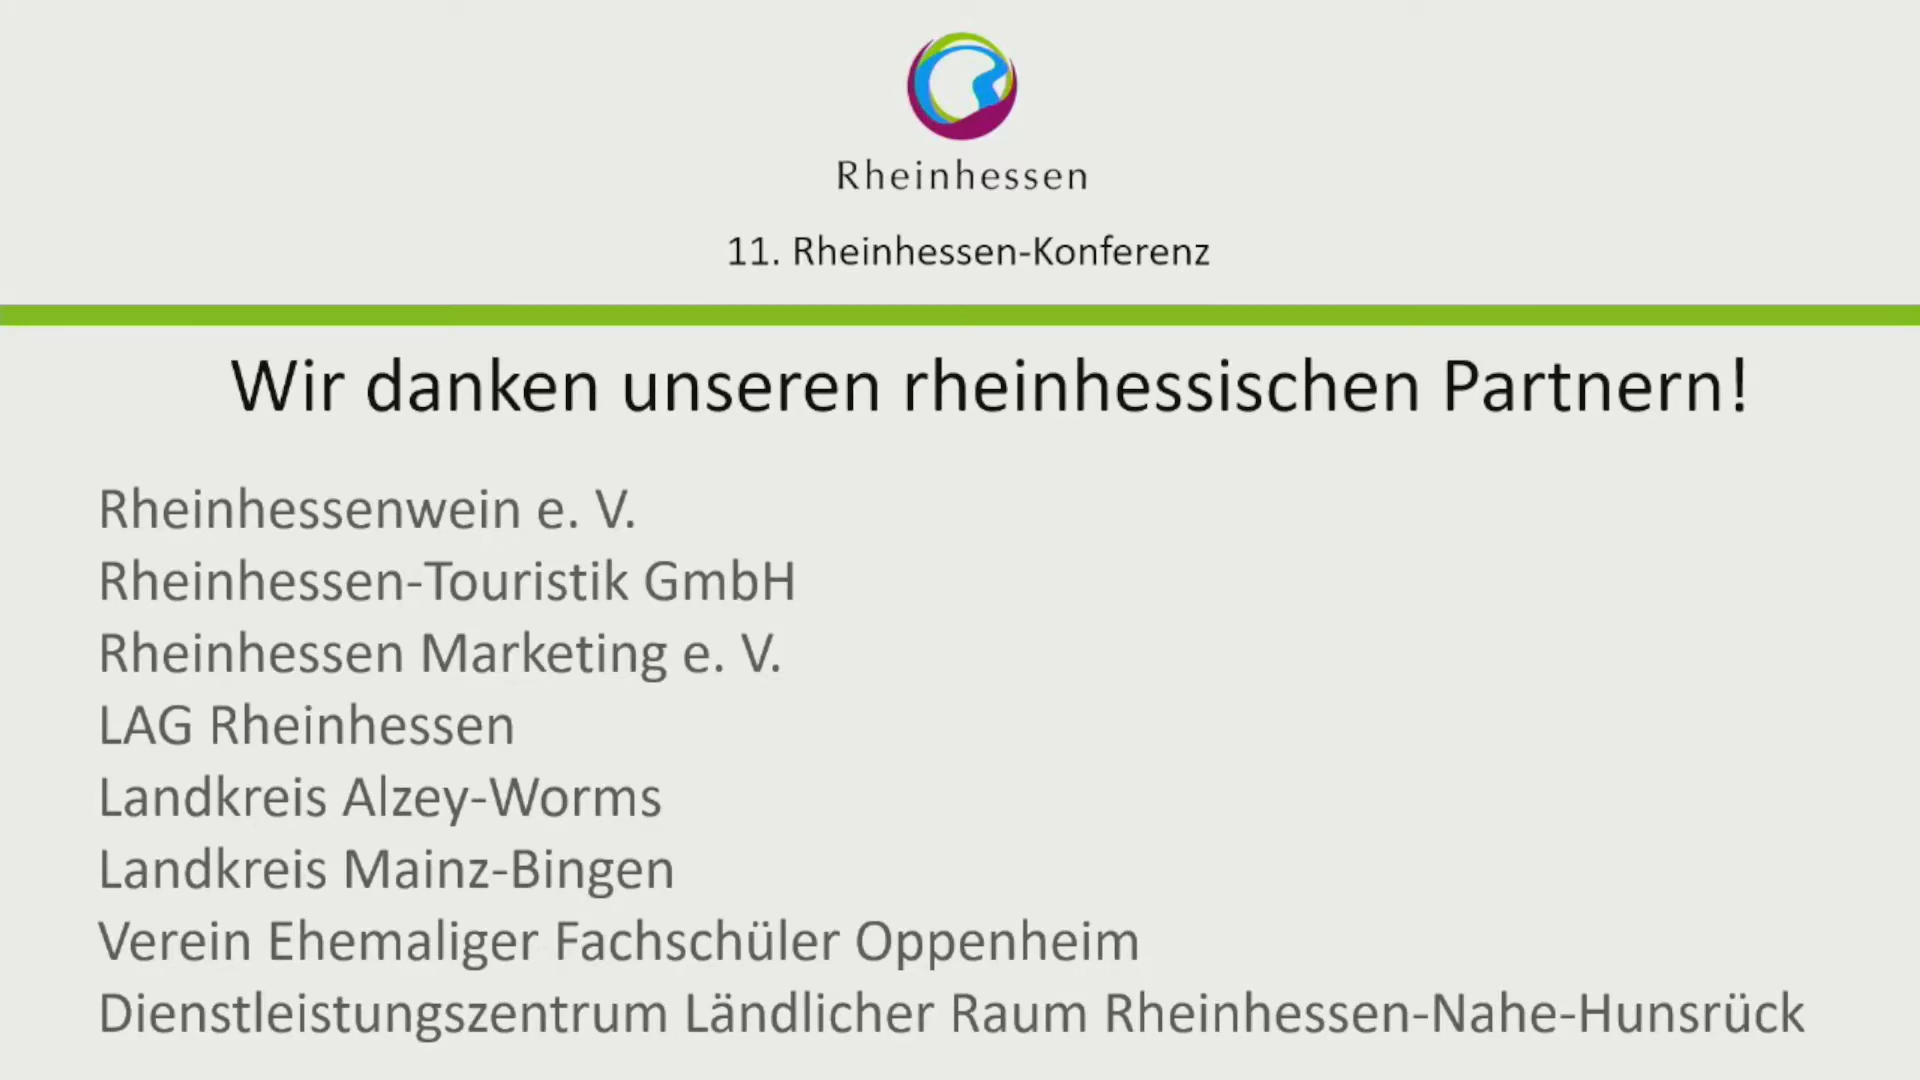 Rheinhessen
11. Rheinhessen-Konferenz
Wir danken unseren rheinhessischen Partnern!
Rheinhessenwein e. V.
Rheinhessen-Touristik GmbH
Rheinhessen Marketing e. V.
LAG Rheinhessen
Landkreis Alzey-Worms
Landkreis Mainz-Bingen
Verein Ehemaliger Fachschüler Oppenheim
Dienstleistungszentrum Ländlicher Raum Rheinhessen-Nahe-Hunsrück